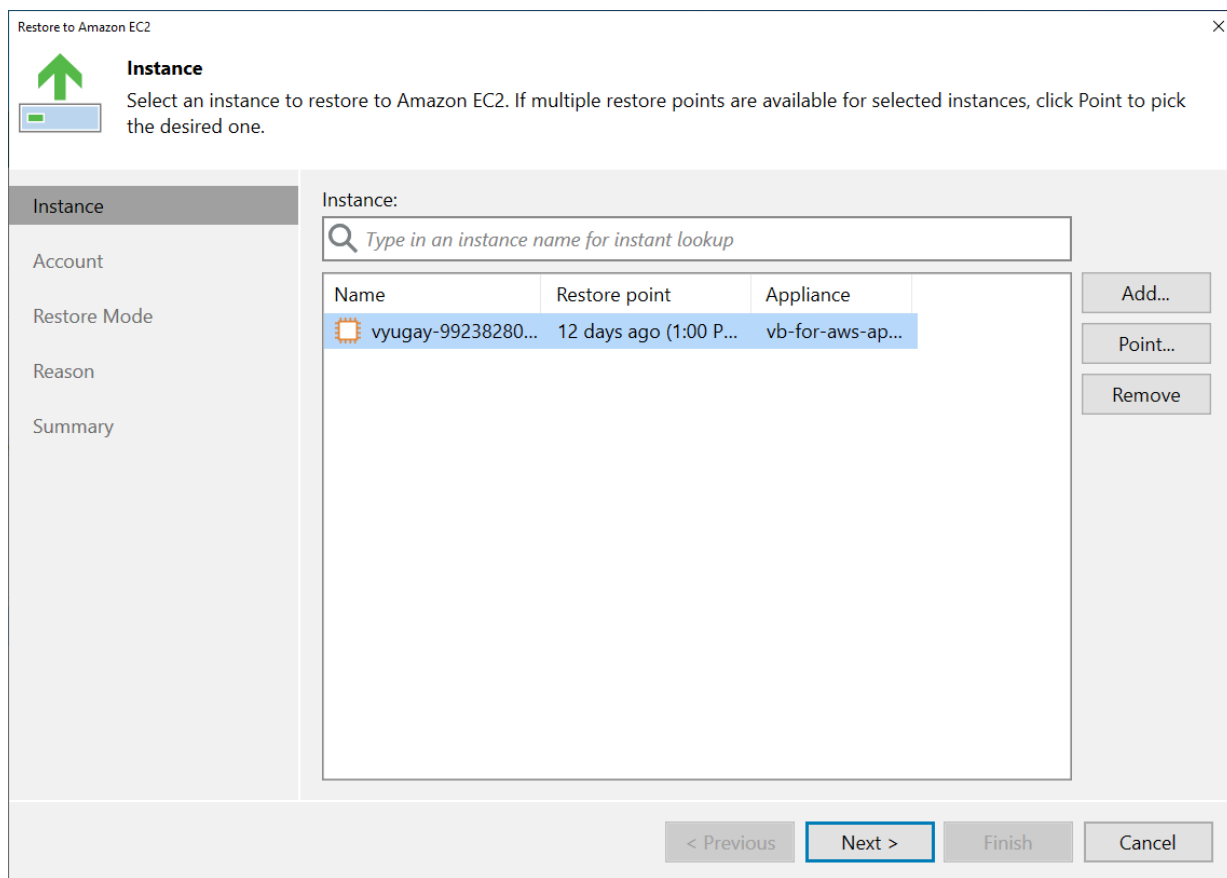 Restore to Amazon EC2
Instance
Select an instance to restore to Amazon EC2. If multiple restore points are available for selected instances, click Point to pick
the desired one.
Instance
Account
Restore Mode
Reason
Summary
Instance:
Type in an instance name for instant lookup
Name Restore point Appliance
vyugay-99238280... 12 days ago (1:00 P... vb-for-aws-ap...
Add...
Point...
Remove
< Previous Next > Finish Cancel